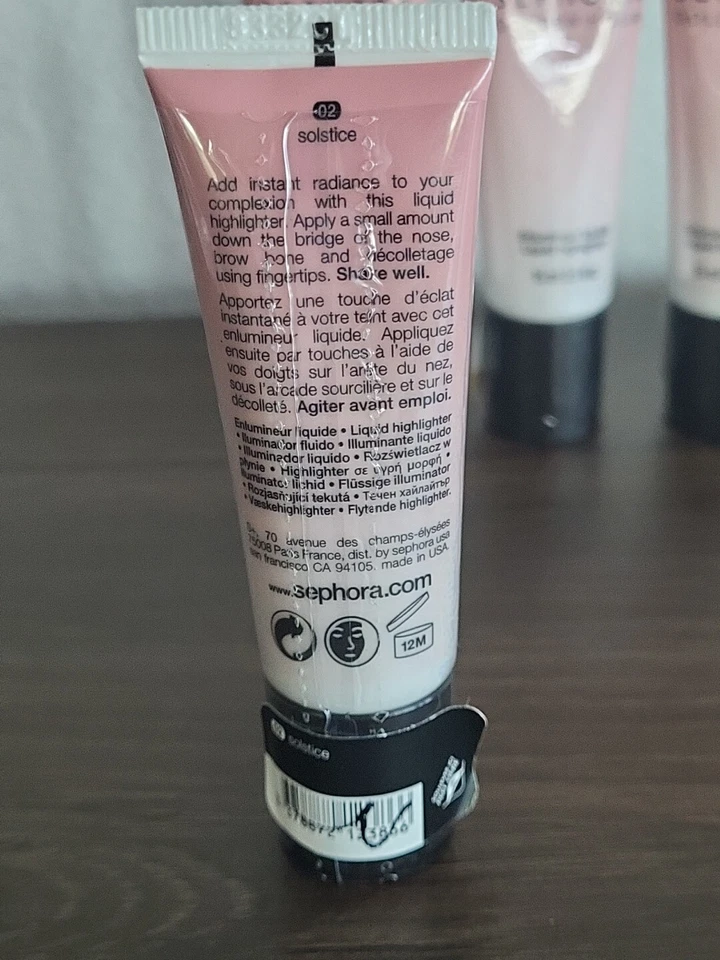 02
solstice
Add instant radiance to your
complexion with this liquid
highlighter. Apply a small amount
down the bridge of the nose,
brow bone and décolletage
using fingertips. Shake well.
Apportez une touche d'éclat
instantané à votre teint avec cet
enlumineur liquide. Appliquez
ensuite par touches à l'aide de
vos doigts sur l'arête du nez,
sous l'arcade sourcilière et sur le
décolleté. Agiter avant emploi.
Enlumineur liquide • Liquid highlighter
• Illuminador fluido • Illuminante liquido
• Iluminador líquido • Rozświetlacz w
płynie • Highlighter σε υγρή μορφή •
Iluminator lichid • Flüssige illuminator
• Rozjasňující tekutá • Течен хайлайтър
• Væskehighlighter • Flytende highlighter.
70 avenue des champs-élysées
75008 Paris France, dist. by sephora usa
san francisco CA 94105. made in USA.
www.sephora.com
12M
02 solstice